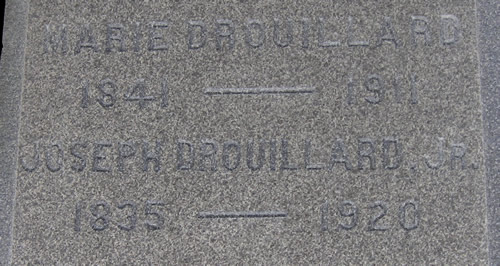 MARIE DROUILLARD
1841 — 1911
JOSEPH DROUILLARD, JR.
1835 — 1920